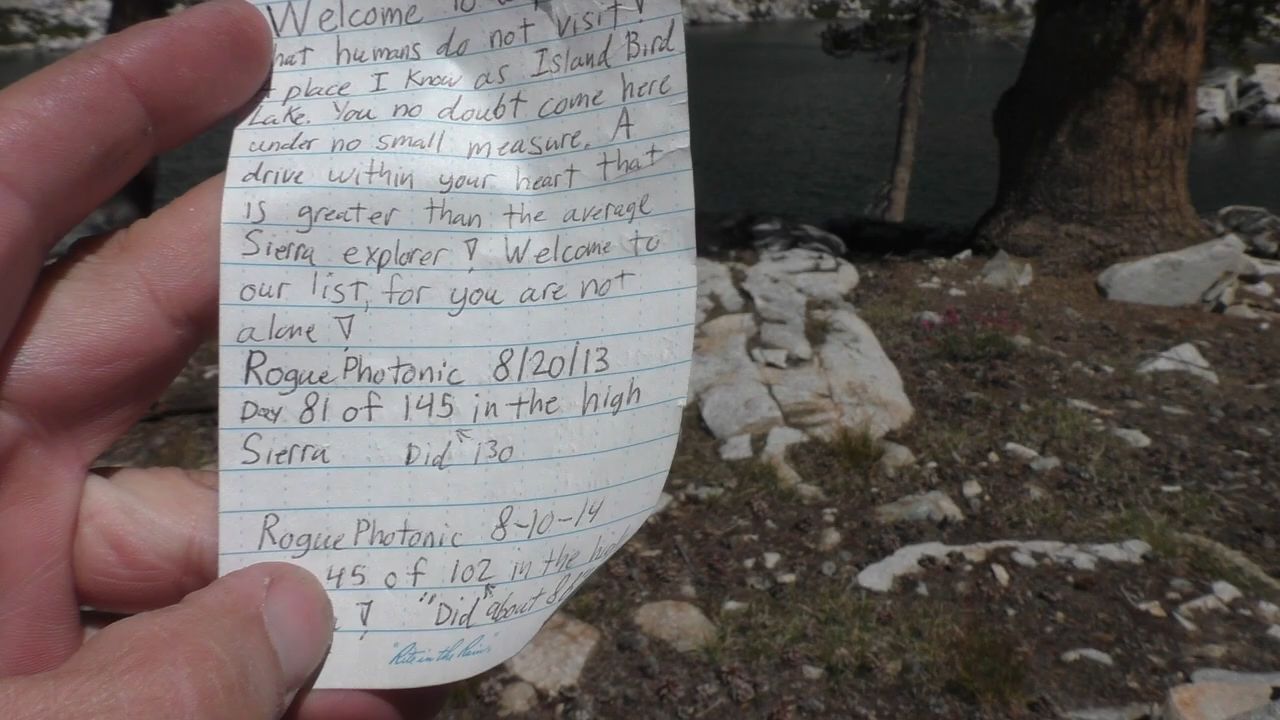 Welcome to a
that humans do not visit!
place I know as Island Bird
Lake. You no doubt come here
under no small measure. A
drive within your heart that
is greater than the average
Sierra explorer! Welcome to
our list, for you are not
alone!
Rogue Photonic 8/20/13
Day 81 of 145 in the high
Sierra Did 130
Rogue Photonic 8-10-14
45 of 102 in the
! "Did about
"Rite in the Rain"